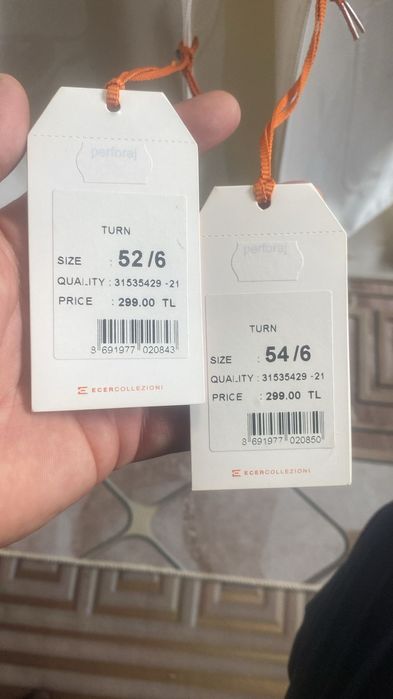 perforaj
TURN
SIZE : 52 /6
QUALITY : 31535429 -21
PRICE : 299.00 TL
8 691977 020843
ECERCOLLEZIONI
perforaj
TURN
SIZE : 54 /6
QUALITY : 31535429 -21
PRICE : 299.00 TL
8 691977 020850
ECERCOLLEZIONI